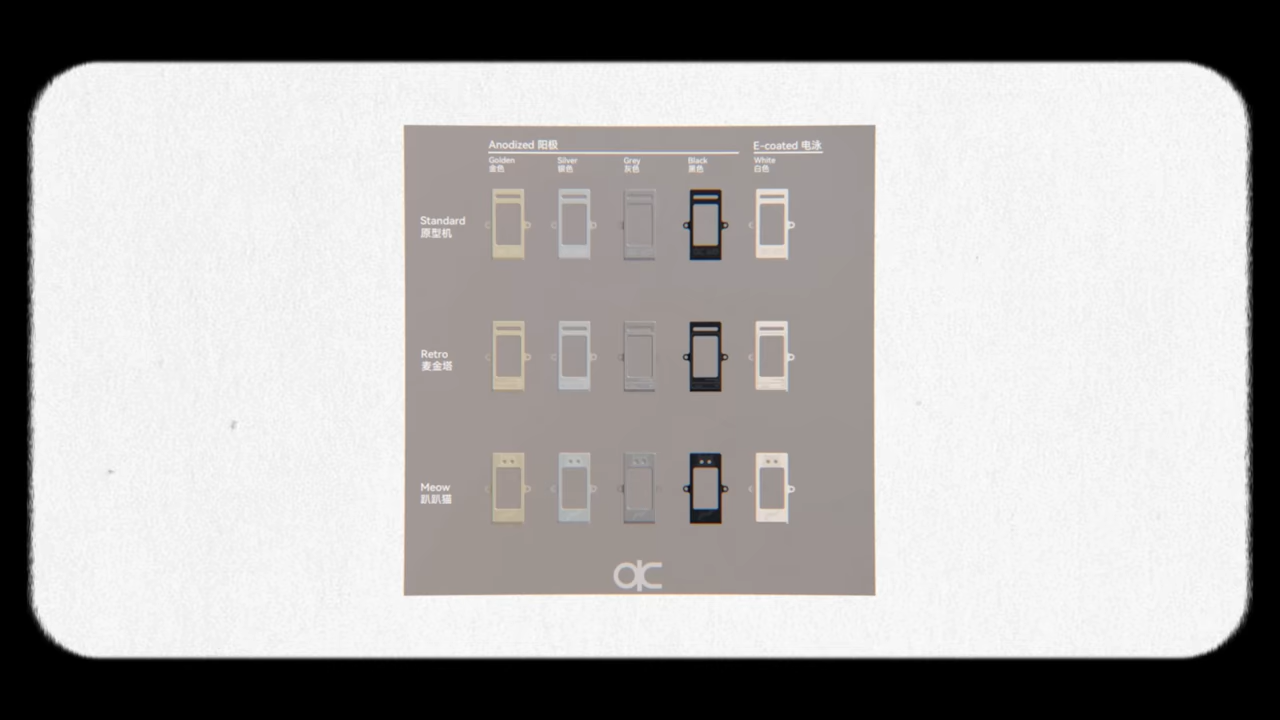 Anodized 阳极
E-coated 电泳
Golden
金色
Silver
银色
Grey
灰色
Black
黑色
White
白色
Standard
原型机
Retro
麦金塔
Meow
趴趴猫